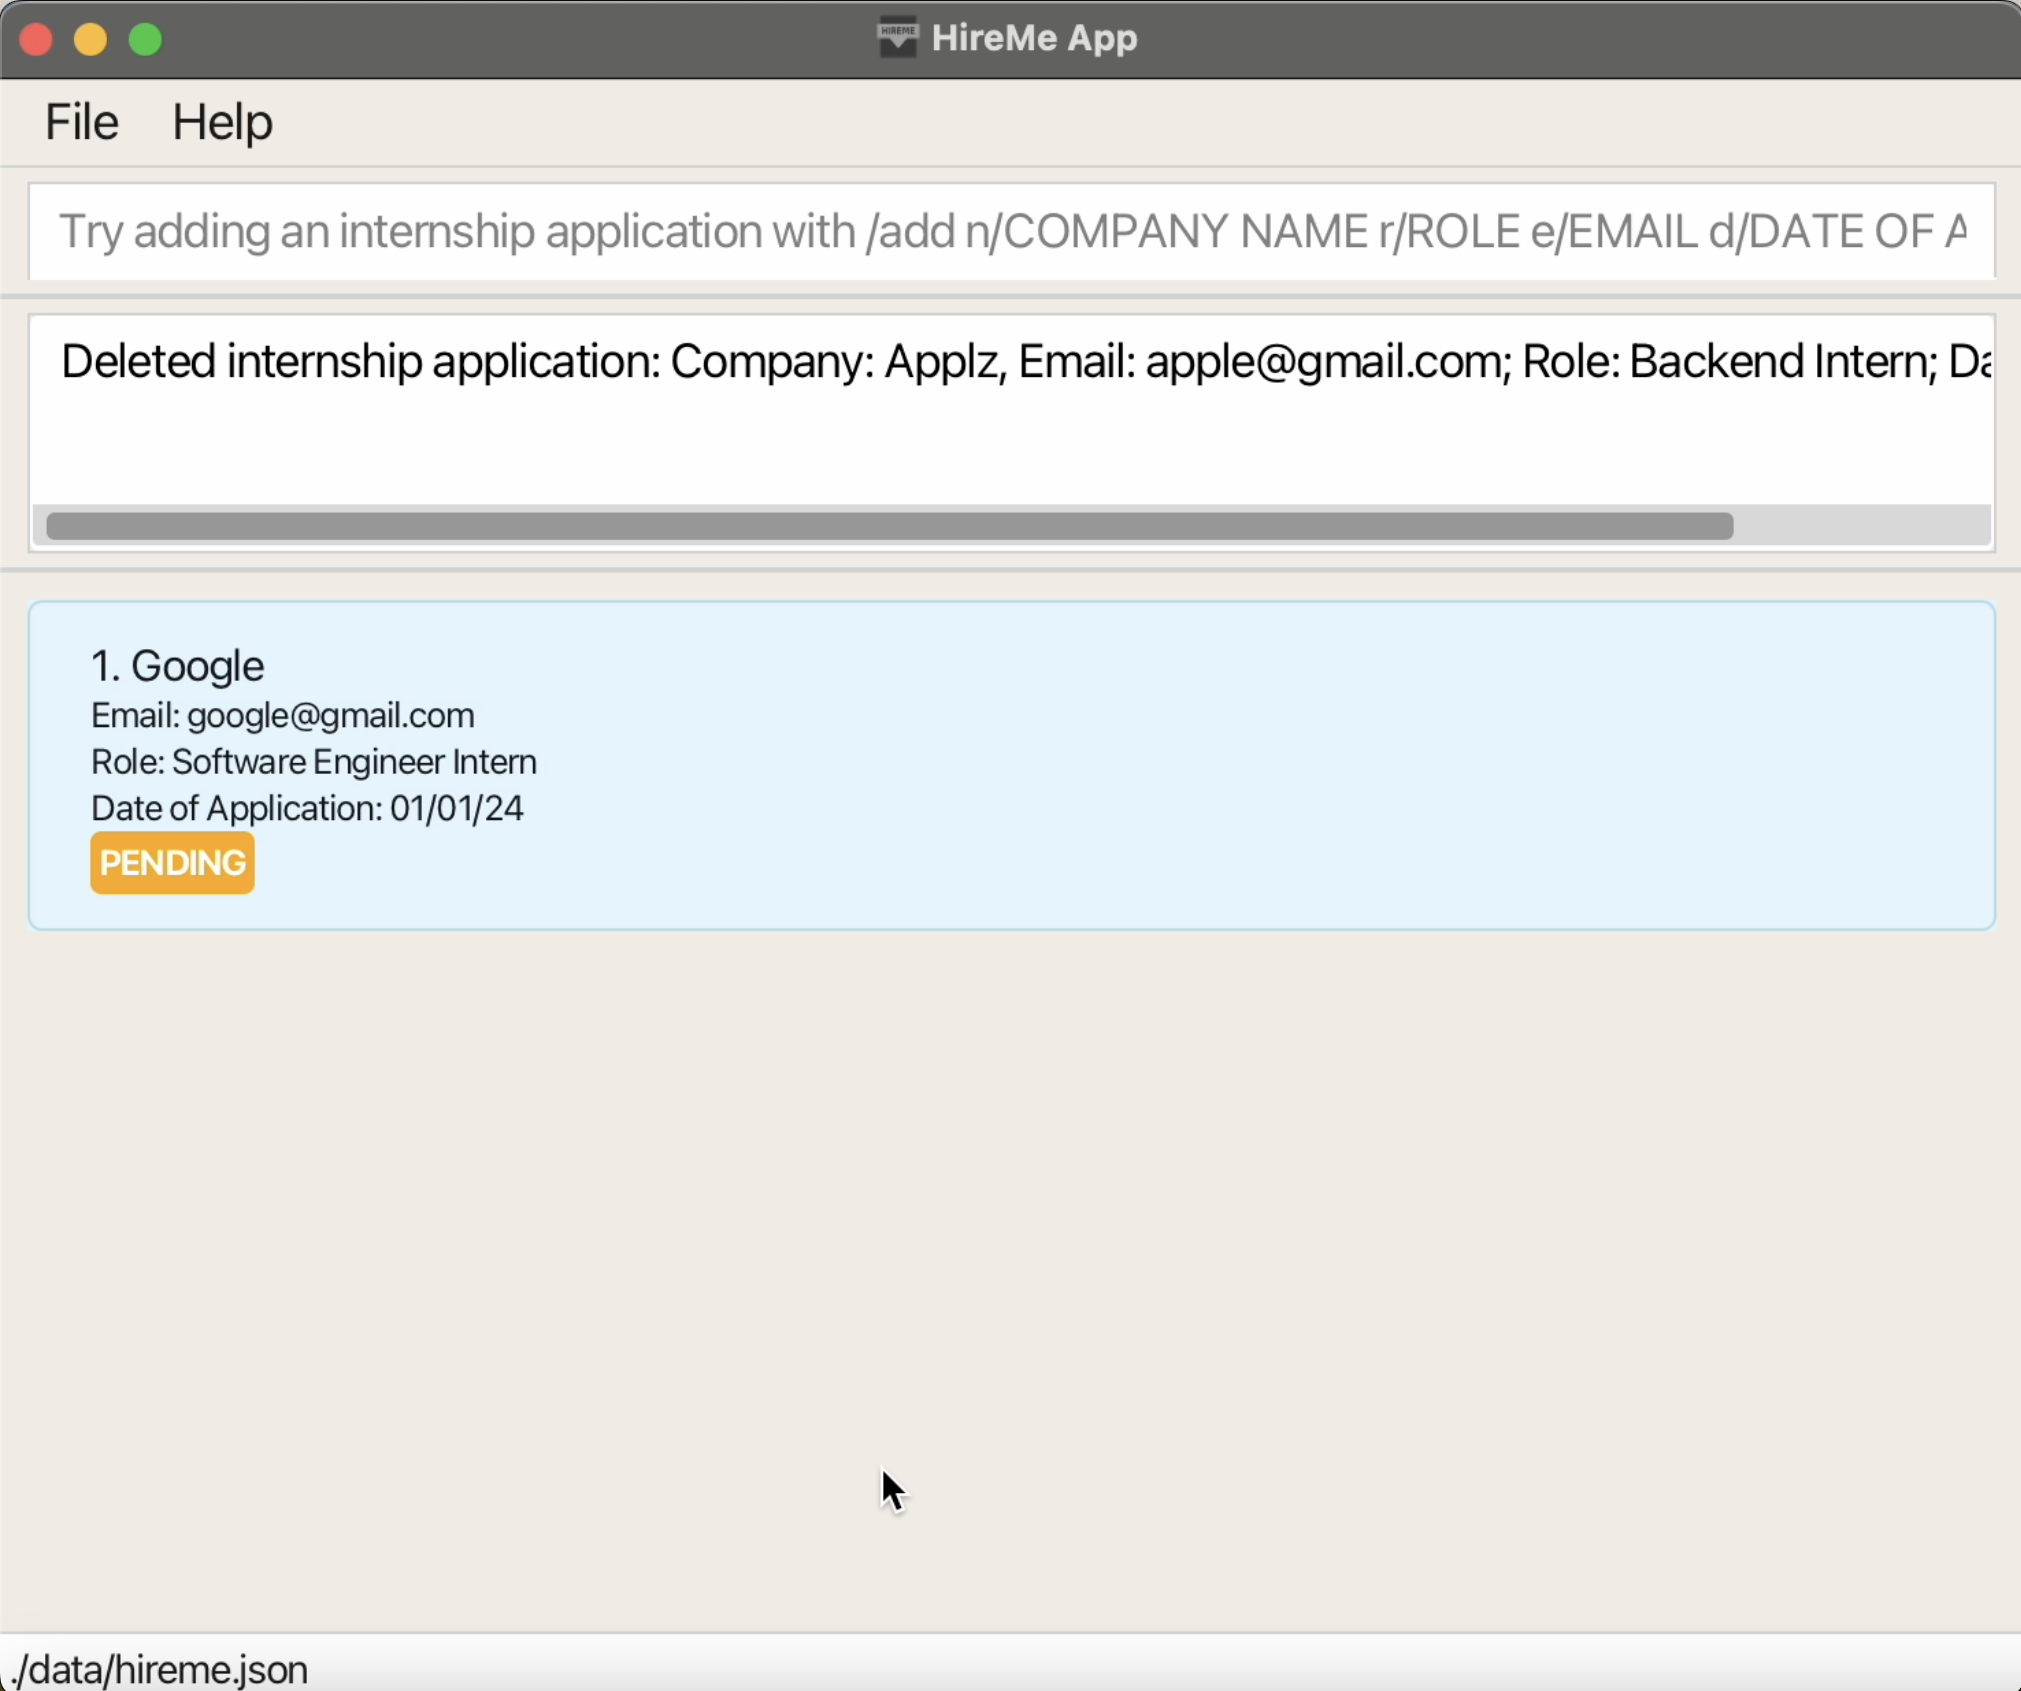 HIREME
HireMe App
File Help
Try adding an internship application with /add n/COMPANY NAME r/ROLE e/EMAIL d/DATE OF A
Deleted internship application: Company: Applz, Email: apple@gmail.com; Role: Backend Intern; Da
1. Google
Email: google@gmail.com
Role: Software Engineer Intern
Date of Application: 01/01/24
PENDING
./data/hireme.json